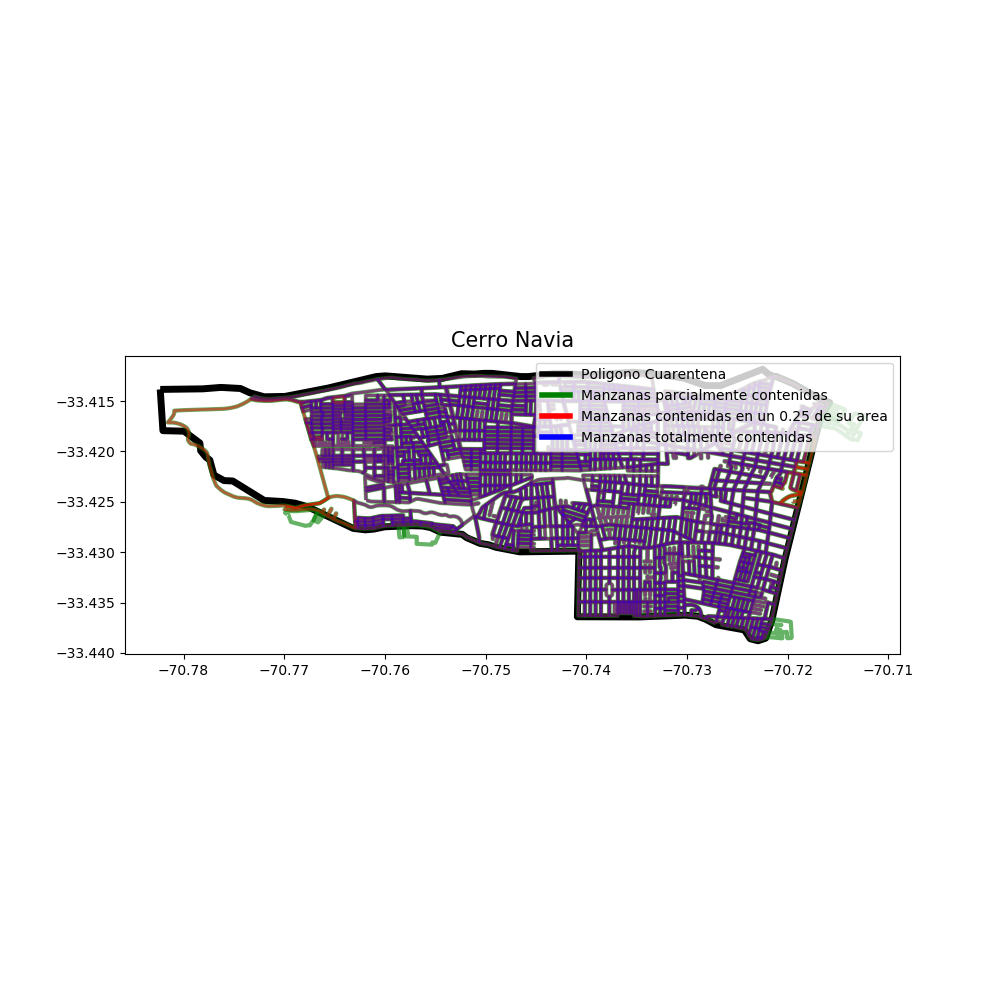 Cerro Navia
Poligono Cuarentena
Manzanas parcialmente contenidas
Manzanas contenidas en un 0.25 de su area
Manzanas totalmente contenidas
−33.415
−33.420
−33.425
−33.430
−33.435
−33.440
−70.78 −70.77 −70.76 −70.75 −70.74 −70.73 −70.72 −70.71